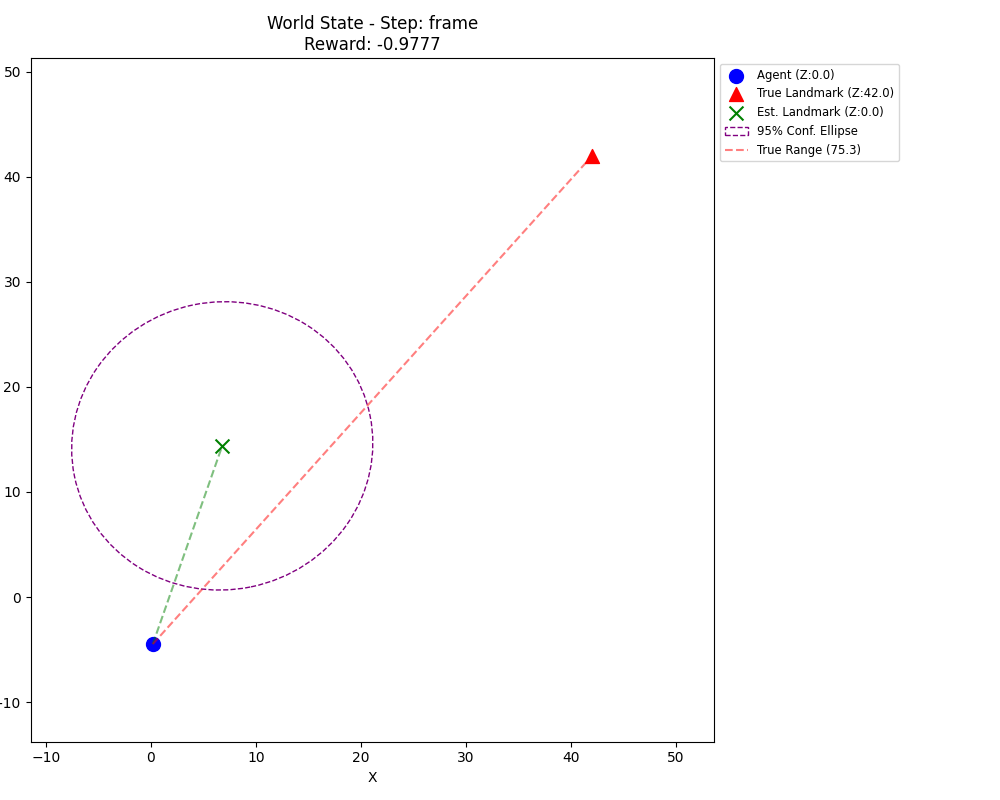 World State - Step: frame
Reward: -0.9777
50
40
30
20
10
0
-10
−10
0
10
20
30
40
50
X
Agent (Z:0.0)
True Landmark (Z:42.0)
Est. Landmark (Z:0.0)
95% Conf. Ellipse
True Range (75.3)